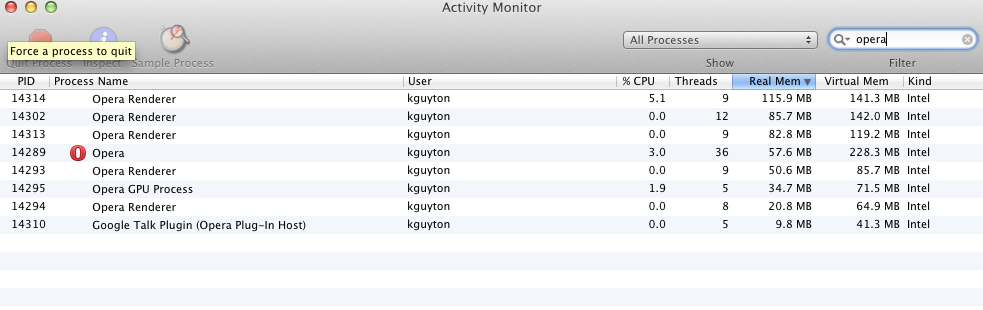 Activity Monitor
Force a process to quit
Quit Process Inspect Sample Process
All Processes
opera
Show
Filter
PID Process Name User % CPU Threads Real Mem Virtual Mem Kind
14314 Opera Renderer kguyton 5.1 9 115.9 MB 141.3 MB Intel
14302 Opera Renderer kguyton 0.0 12 85.7 MB 142.0 MB Intel
14313 Opera Renderer kguyton 0.0 9 82.8 MB 119.2 MB Intel
14289 Opera kguyton 3.0 36 57.6 MB 228.3 MB Intel
14293 Opera Renderer kguyton 0.0 9 50.6 MB 85.7 MB Intel
14295 Opera GPU Process kguyton 1.9 5 34.7 MB 71.5 MB Intel
14294 Opera Renderer kguyton 0.0 8 20.8 MB 64.9 MB Intel
14310 Google Talk Plugin (Opera Plug-In Host) kguyton 0.0 5 9.8 MB 41.3 MB Intel